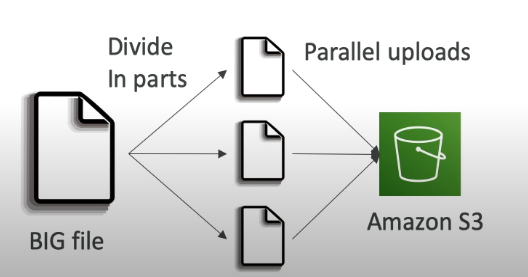 Divide
In parts
Parallel uploads
BIG file
Amazon S3